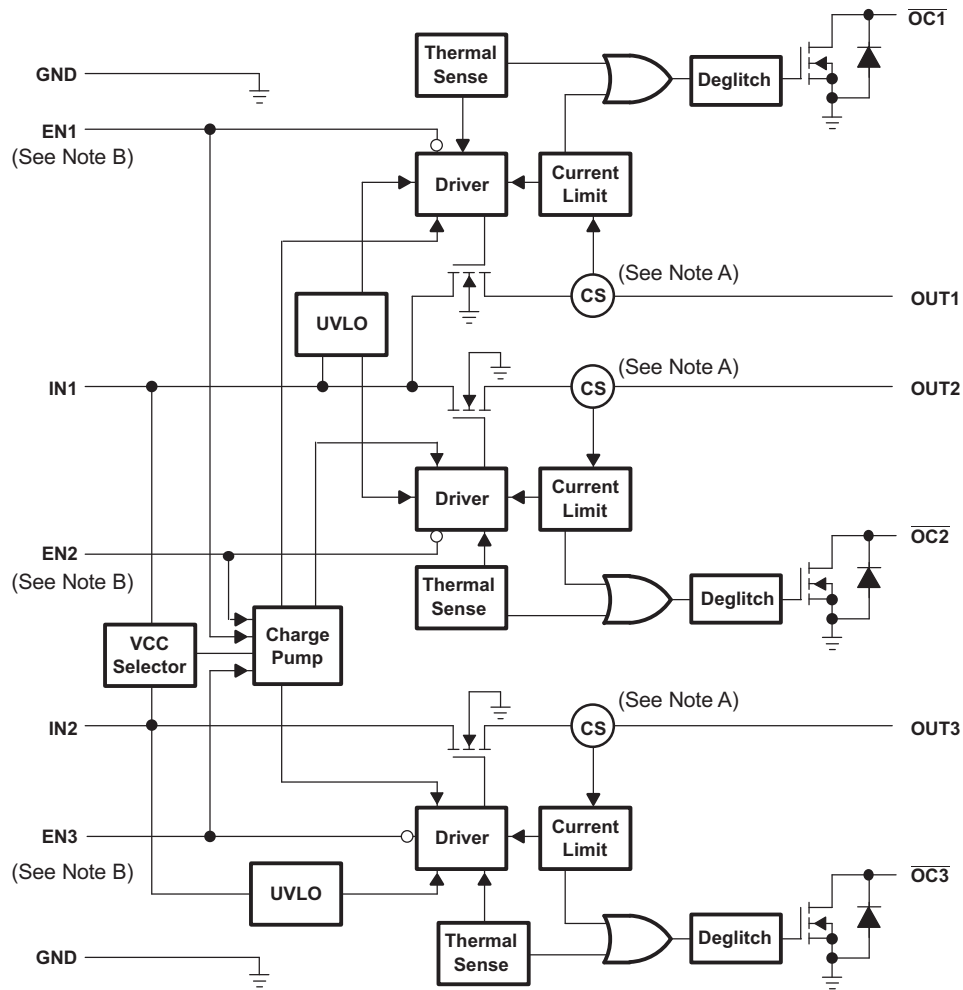 OC1
Thermal
Sense
GND
Deglitch
EN1
(See Note B)
Driver
Current
Limit
(See Note A)
CS
OUT1
UVLO
(See Note A)
IN1
CS
OUT2
Driver
Current
Limit
OC2
EN2
(See Note B)
Thermal
Sense
Deglitch
VCC
Selector
Charge
Pump
(See Note A)
IN2
CS
OUT3
EN3
(See Note B)
Driver
Current
Limit
OC3
UVLO
Thermal
Sense
Deglitch
GND